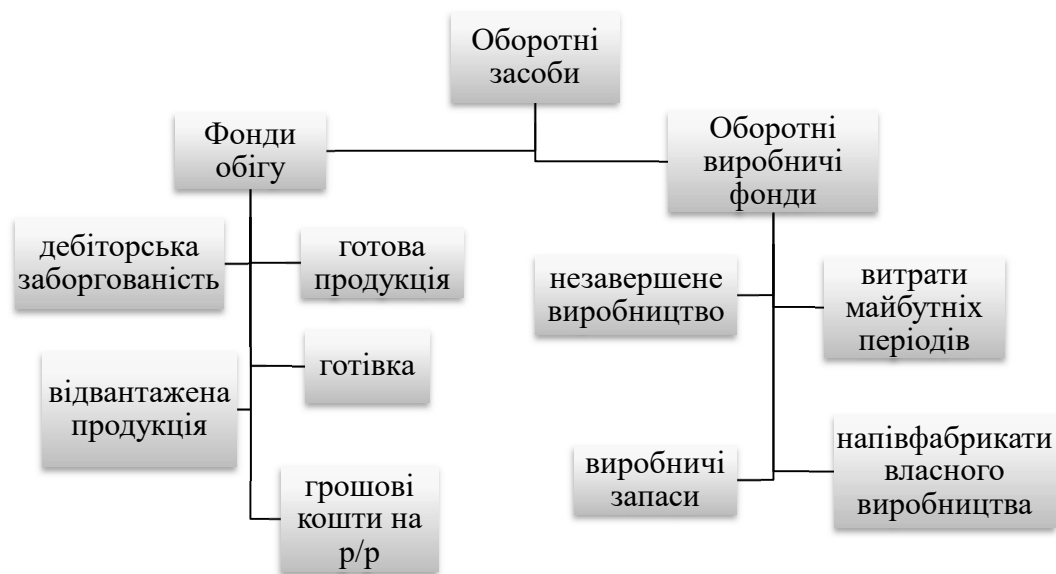 Оборотні
засоби
Фонди
обігу
Оборотні
виробничі
фонди
дебіторська
заборгованість
готова
продукція
незавершене
виробництво
витрати
майбутніх
періодів
відвантажена
продукція
готівка
виробничі
запаси
напівфабрикати
власного
виробництва
грошові
кошти на
р/р